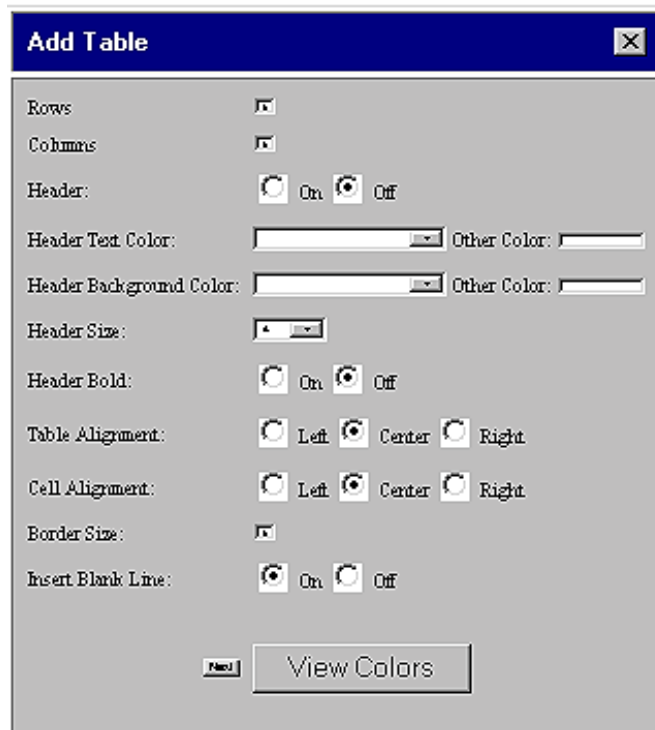 Add Table
Rows
Columns
Header: On Off
Header Text Color: Other Color:
Header Background Color: Other Color:
Header Size: 4
Header Bold: On Off
Table Alignment: Left Center Right
Cell Alignment: Left Center Right
Border Size:
Insert Blank Line: On Off
Next View Colors